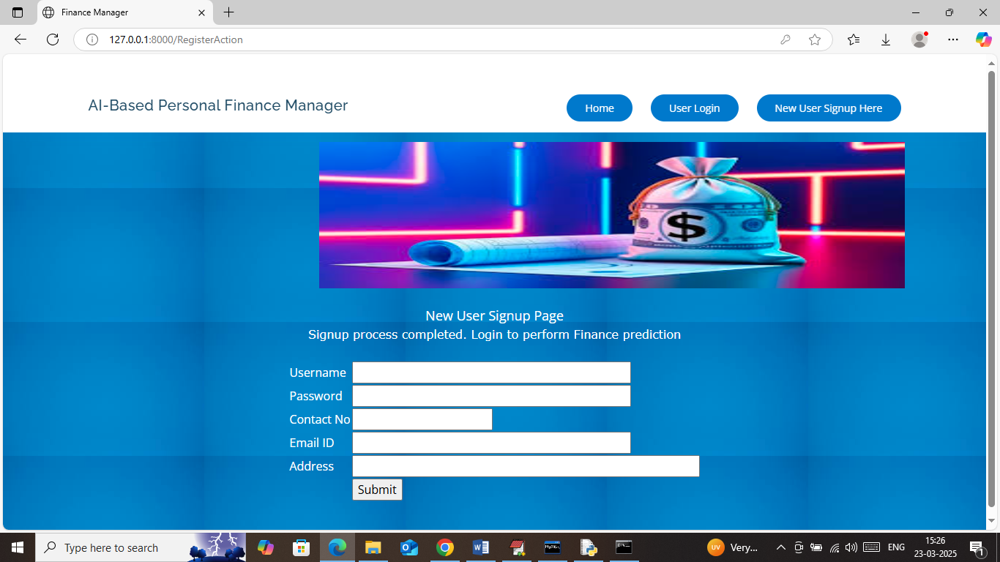 Finance Manager
127.0.0.1:8000/RegisterAction
AI-Based Personal Finance Manager
Home
User Login
New User Signup Here
$
New User Signup Page
Signup process completed. Login to perform Finance prediction
Username
Password
Contact No
Email ID
Address
Submit
Type here to search
UV
Very...
ENG
15:26
23-03-2025
1